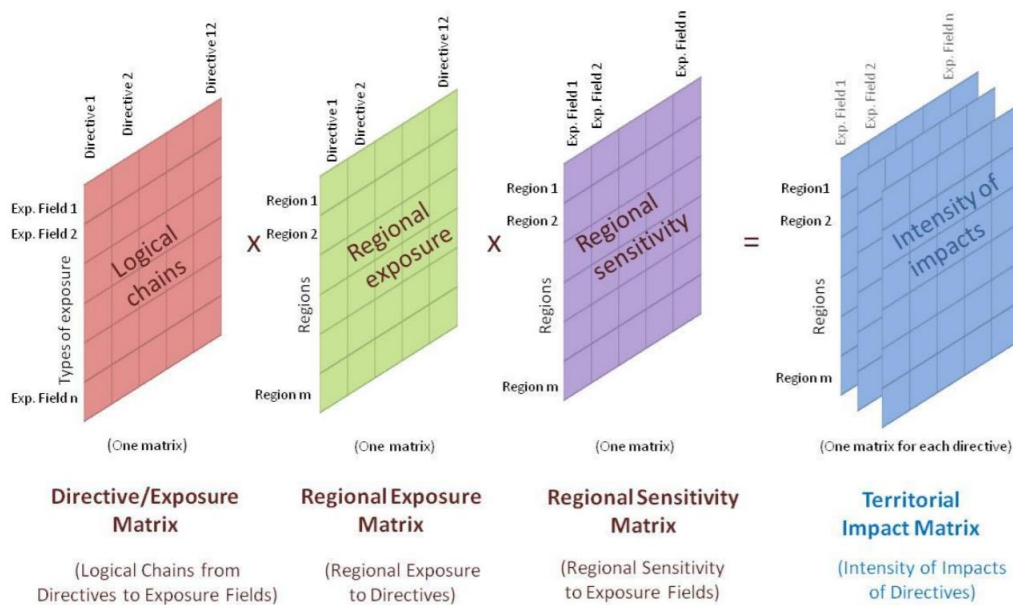 Directive 1
Directive 2
Directive 12
Exp. Field 1
Exp. Field 2
Types of exposure
Exp. Field n
Logical
chains
(One matrix)
Directive/Exposure
Matrix
(Logical Chains from
Directives to Exposure Fields)
X
Directive 1
Directive 2
Directive 12
Region 1
Region 2
Regions
Region m
Regional
exposure
(One matrix)
Regional Exposure
Matrix
(Regional Exposure
to Directives)
X
Exp. Field 1
Exp. Field 2
Exp. Field n
Region 1
Region 2
Regions
Region m
Regional
sensitivity
(One matrix)
Regional Sensitivity
Matrix
(Regional Sensitivity
to Exposure Fields)
=
Exp. Field 1
Exp. Field 2
Exp. Field n
Region1
Region 2
Regions
Region m
Intensity of
impacts
(One matrix for each directive)
Territorial
Impact Matrix
(Intensity of Impacts
of Directives)